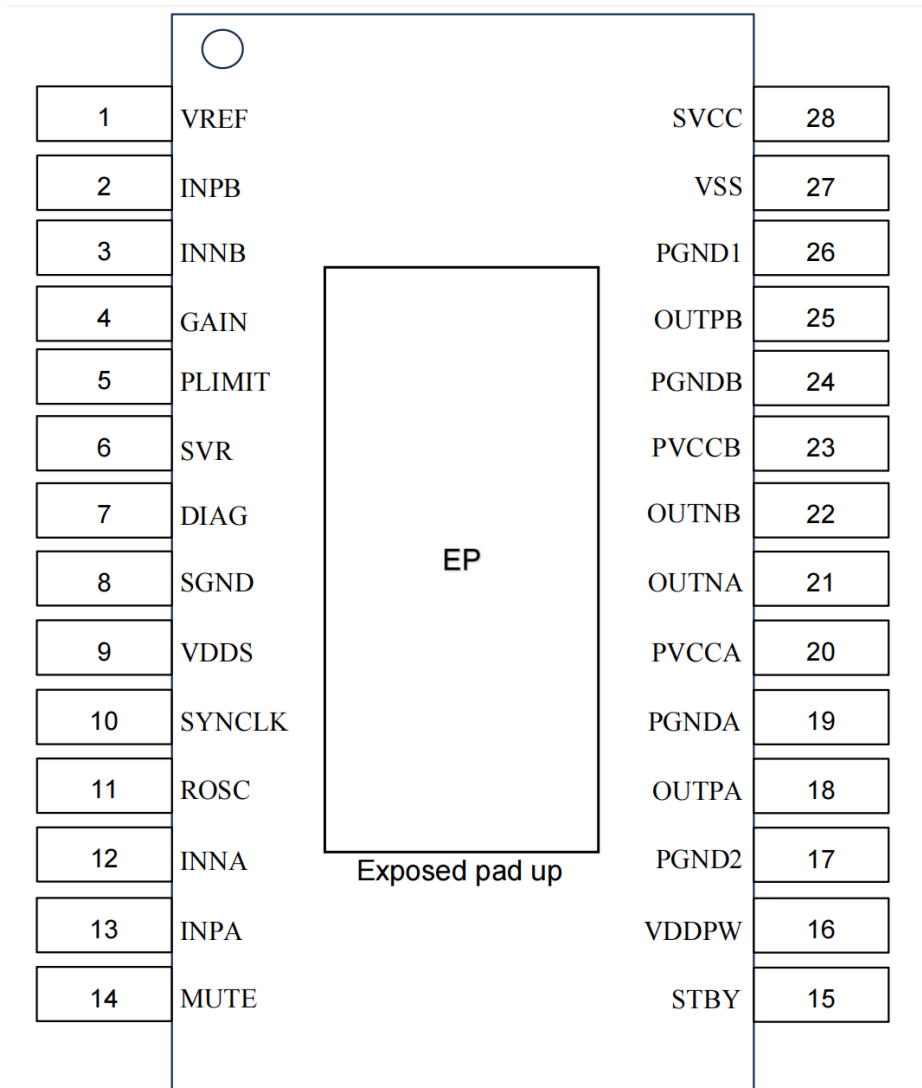 1 VREF SVCC 28
2 INPB VSS 27
3 INNB PGND1 26
4 GAIN OUTPB 25
5 PLIMIT PGNDB 24
6 SVR PVCCB 23
7 DIAG OUTNB 22
EP
8 SGND OUTNA 21
9 VDDS PVCCA 20
10 SYNCLK PGNDA 19
11 ROSC OUTPA 18
12 INNA PGND2 17
Exposed pad up
13 INPA VDDPW 16
14 MUTE STBY 15